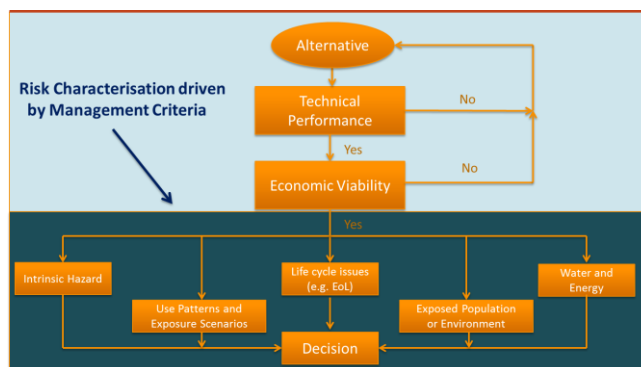 Alternative
Risk Characterisation driven
by Management Criteria
Technical
Performance
No
Yes
Economic Viability
No
Yes
Intrinsic Hazard
Life cycle issues
(e.g. EoL)
Water and
Energy
Use Patterns and
Exposure Scenarios
Exposed Population
or Environment
Decision